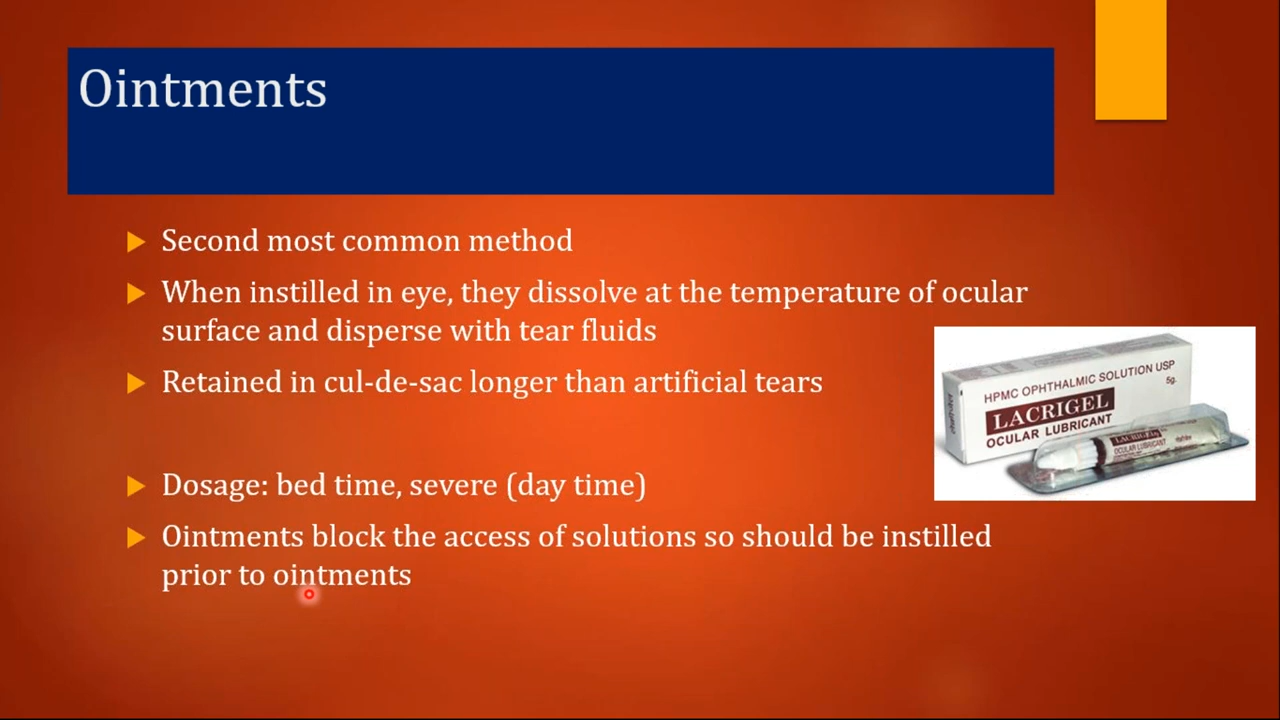 Ointments
Second most common method
When instilled in eye, they dissolve at the temperature of ocular
surface and disperse with tear fluids
Retained in cul-de-sac longer than artificial tears
Dosage: bed time, severe (day time)
Ointments block the access of solutions so should be instilled
prior to ointments
HPMC OPHTHALMIC SOLUTION USP
5g.
LACRIGEL
OCULAR LUBRICANT
LACRIGEL
OCULAR LUBRICANT